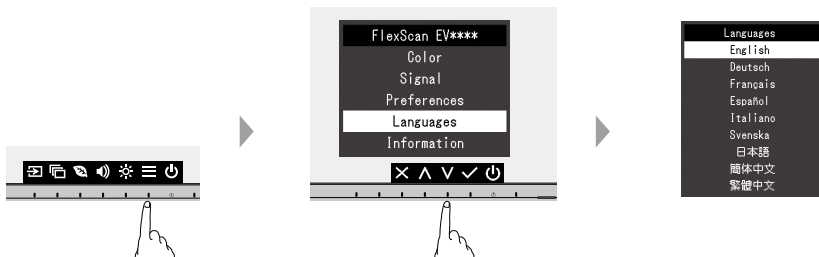 FlexScan EV****
Color
Signal
Preferences
Languages
Information
Languages
English
Deutsch
Français
Español
Italiano
Svenska
日本語
简体中文
繁體中文